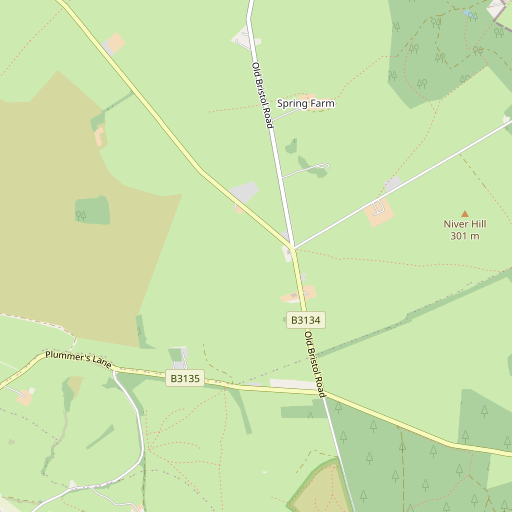 Old Bristol Road
Spring Farm
Niver Hill
301 m
B3134
Old Bristol Road
Plummer's Lane
B3135